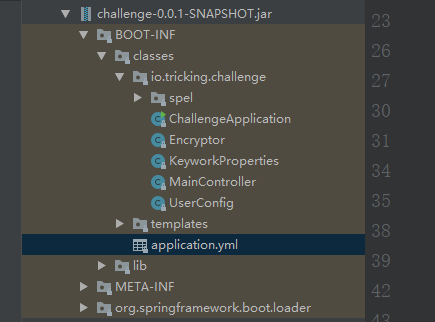 challenge-0.0.1-SNAPSHOT.jar
BOOT-INF
classes
io.tricking.challenge
spel
ChallengeApplication
Encryptor
KeyworkProperties
MainController
UserConfig
templates
application.yml
lib
META-INF
org.springframework.boot.loader
23
26
27
30
31
34
35
38
39
42
43